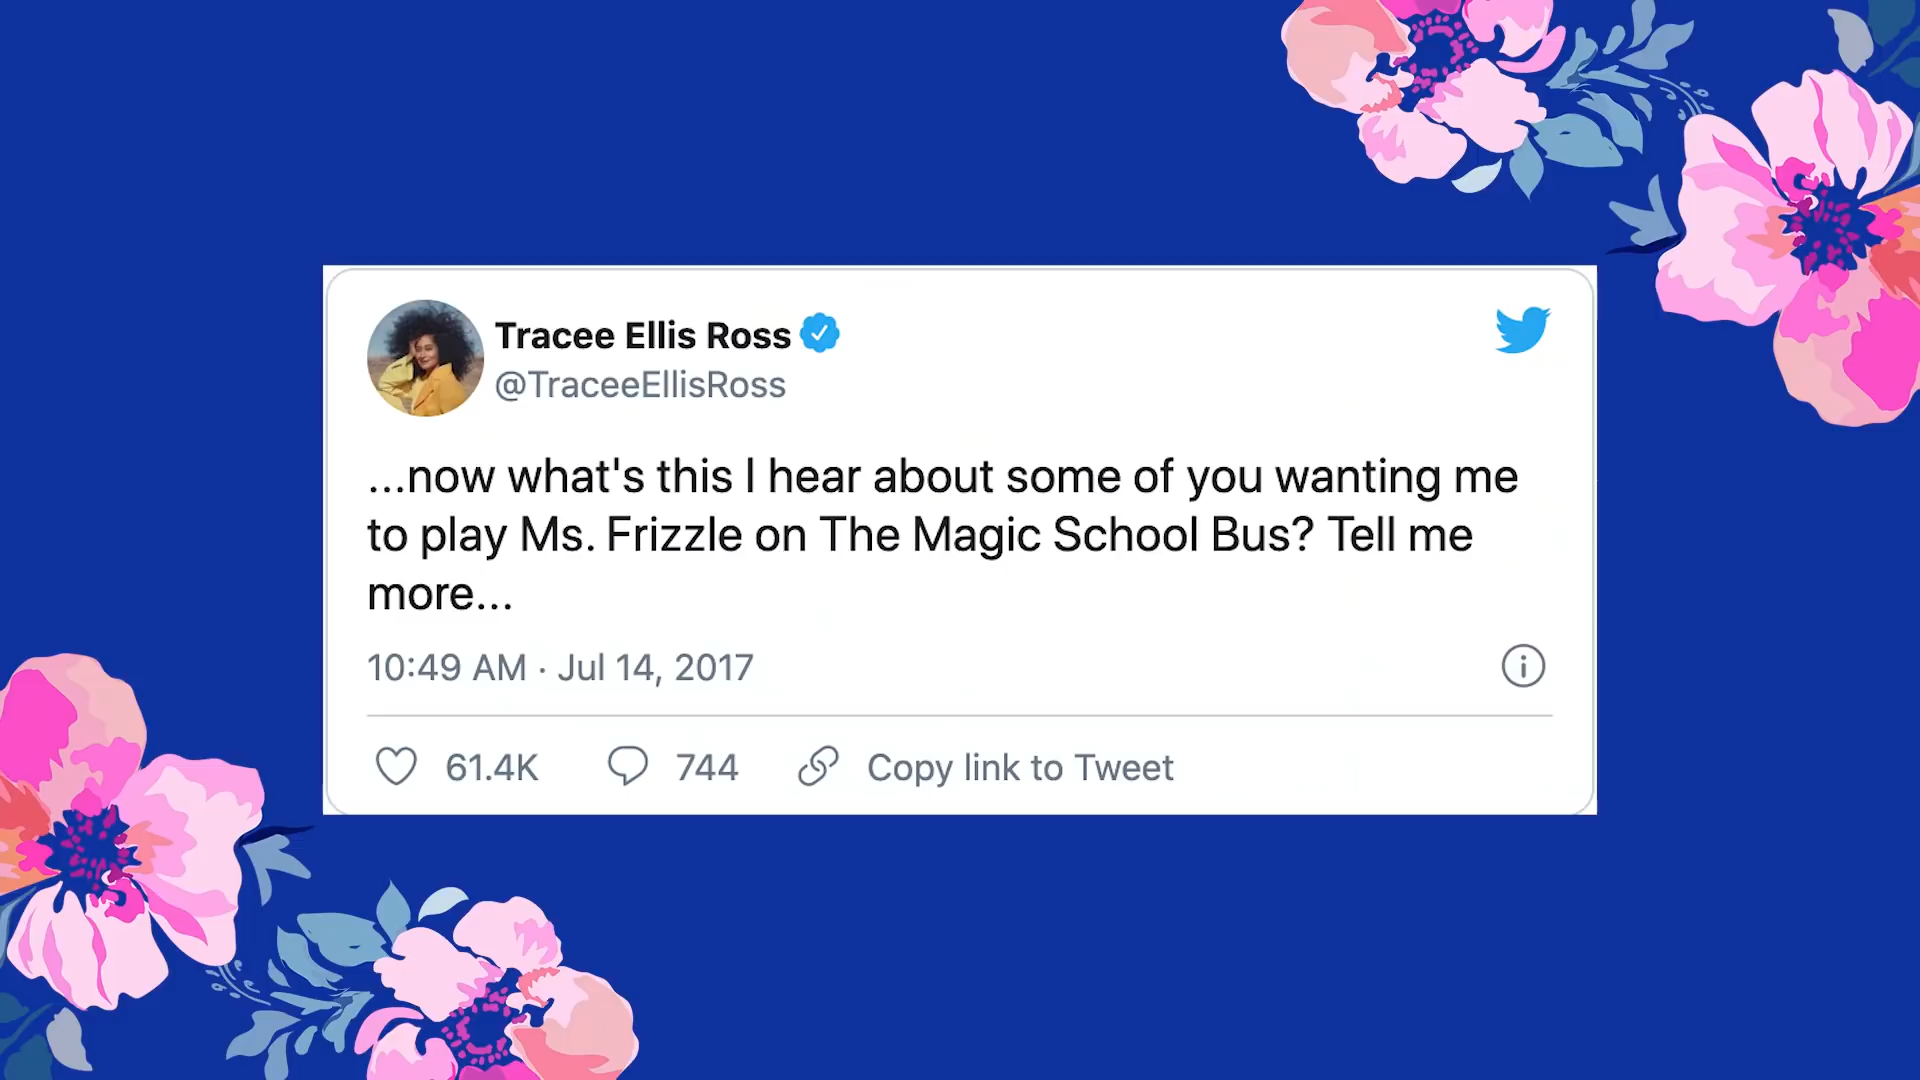 Tracee Ellis Ross
@TraceeEllisRoss
...now what's this I hear about some of you wanting me
to play Ms. Frizzle on The Magic School Bus? Tell me
more...
10:49 AM · Jul 14, 2017
61.4K 744 Copy link to Tweet